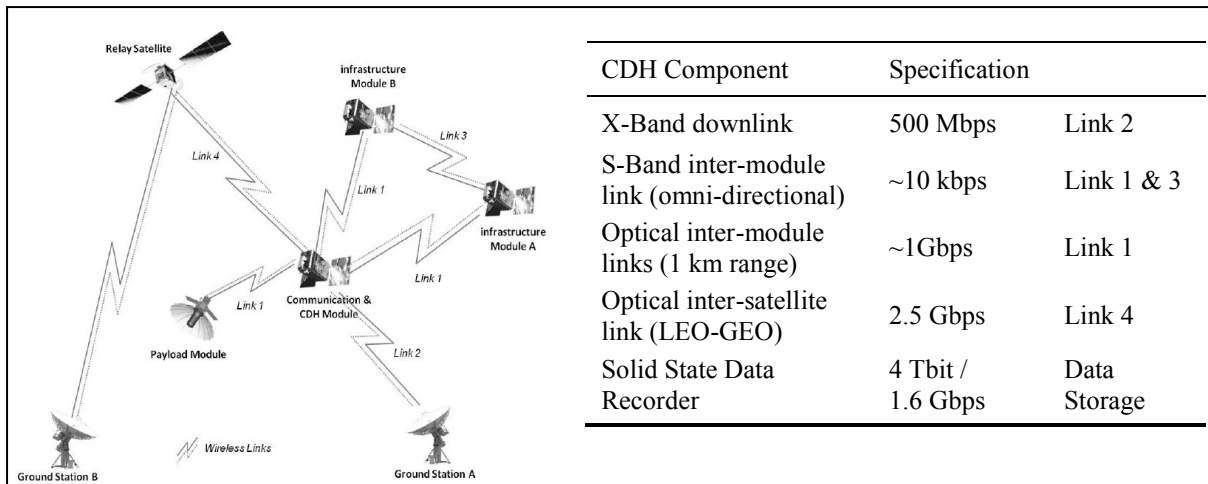 Relay Satellite
infrastructure
Module B
Link 3
Link 4
Link 1
infrastructure
Module A
Link 1
Communication &
CDH Module
Link 1
Payload Module
Link 2
Wireless Links
Ground Station B
Ground Station A
CDH Component Specification
X-Band downlink 500 Mbps Link 2
S-Band inter-module
link (omni-directional) ~10 kbps Link 1 & 3
Optical inter-module
links (1 km range) ~1Gbps Link 1
Optical inter-satellite
link (LEO-GEO) 2.5 Gbps Link 4
Solid State Data 4 Tbit / Data
Recorder 1.6 Gbps Storage